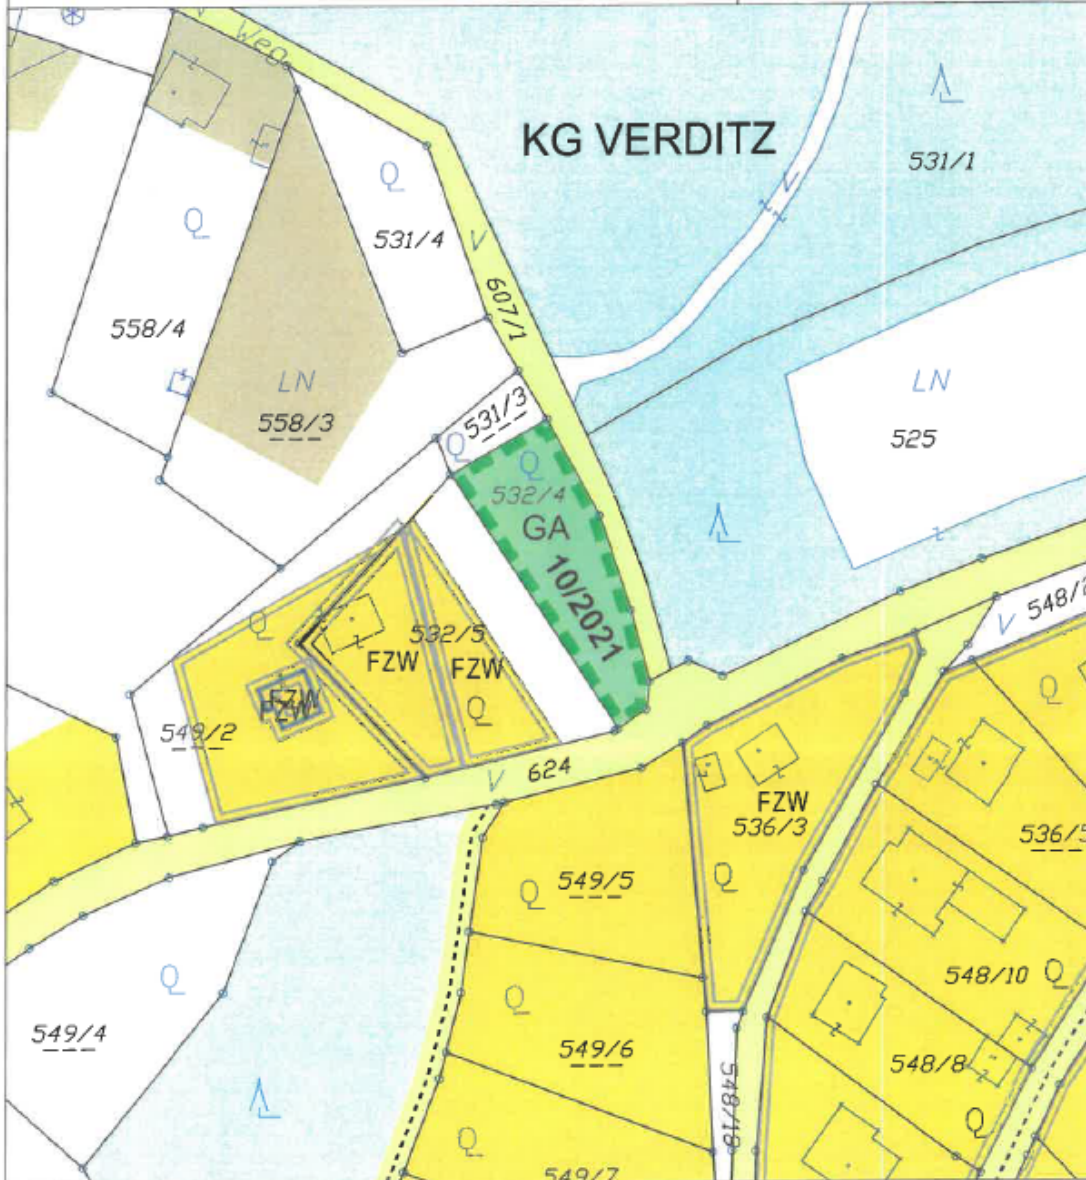 Weg
KG VERDITZ
531/1
Q
Q
531/4
V
V
607/1
558/4
LN
558/3
LN
525
531/3
Q
Q
532/4
GA
10/2021
548/2
V
Q
532/5
FZW
FZW
FZW
Q
Q
549/2
624
V
FZW
536/3
536/5
Q
549/5
Q
Q
549/4
548/10
Q
Q
549/6
548/8
548/18
Q
Q
549/7